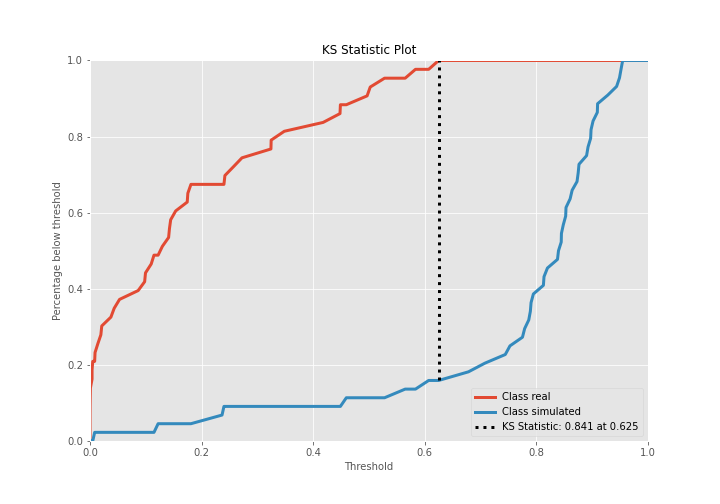 KS Statistic Plot
1.0
0.8
0.6
0.4
0.2
0.0
Percentage below threshold
0.0 0.2 0.4 0.6 0.8 1.0
Threshold
Class real
Class simulated
KS Statistic: 0.841 at 0.625